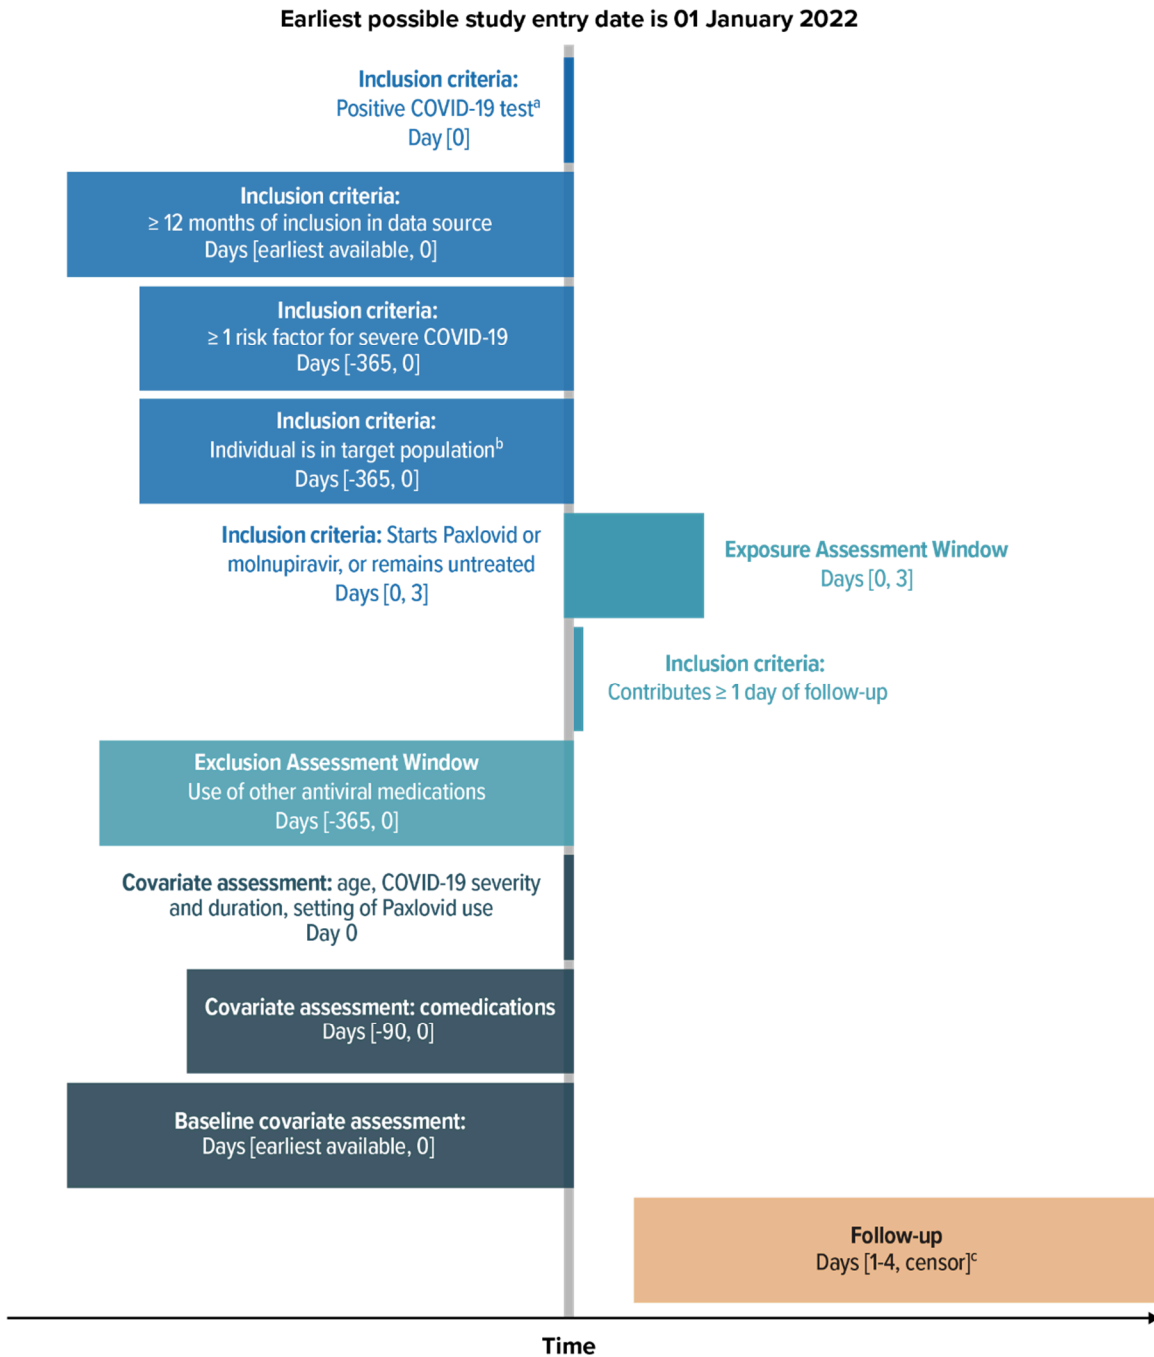 Earliest possible study entry date is 01 January 2022
Inclusion criteria:
Positive COVID-19 testᵃ
Day [0]
Inclusion criteria:
≥ 12 months of inclusion in data source
Days [earliest available, 0]
Inclusion criteria:
≥ 1 risk factor for severe COVID-19
Days [-365, 0]
Inclusion criteria:
Individual is in target populationᵇ
Days [-365, 0]
Inclusion criteria: Starts Paxlovid or
molnupiravir, or remains untreated
Days [0, 3]
Exposure Assessment Window
Days [0, 3]
Inclusion criteria:
Contributes ≥ 1 day of follow-up
Exclusion Assessment Window
Use of other antiviral medications
Days [-365, 0]
Covariate assessment: age, COVID-19 severity
and duration, setting of Paxlovid use
Day 0
Covariate assessment: comedications
Days [-90, 0]
Baseline covariate assessment:
Days [earliest available, 0]
Follow-up
Days [1-4, censor]ᶜ
Time